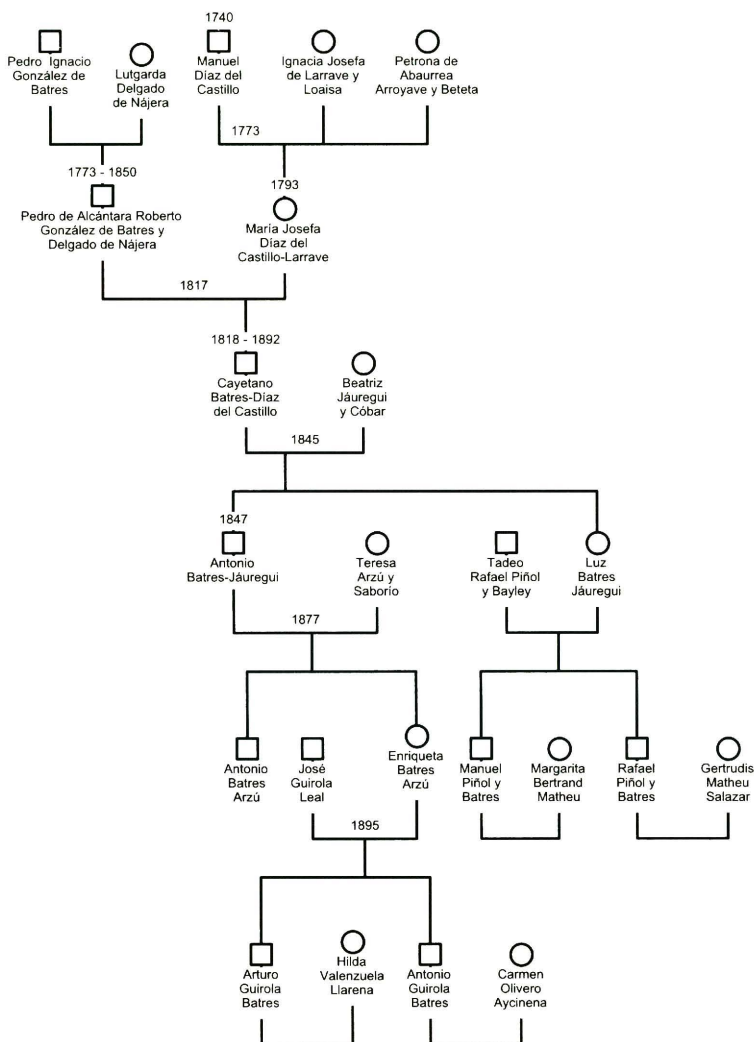 1740
Pedro Ignacio
González de
Batres
Lutgarda
Delgado
de Nájera
Manuel
Díaz del
Castillo
Ignacia Josefa
de Larrave y
Loaisa
Petrona de
Abaurrea
Arroyave y Beteta
1773
1773 - 1850
Pedro de Alcántara Roberto
González de Batres y
Delgado de Nájera
1793
María Josefa
Díaz del
Castillo-Larrave
1817
1818 - 1892
Cayetano
Batres-Díaz
del Castillo
Beatriz
Jáuregui
y Cóbar
1845
1847
Antonio
Batres-Jáuregui
Teresa
Arzú y
Saborío
Tadeo
Rafael Piñol
y Bayley
Luz
Batres
Jáuregui
1877
Antonio
Batres
Arzú
José
Guirola
Leal
Enriqueta
Batres
Arzú
Manuel
Piñol y
Batres
Margarita
Bertrand
Matheu
Rafael
Piñol y
Batres
Gertrudis
Matheu
Salazar
1895
Arturo
Guirola
Batres
Hilda
Valenzuela
Llarena
Antonio
Guirola
Batres
Carmen
Olivero
Aycinena